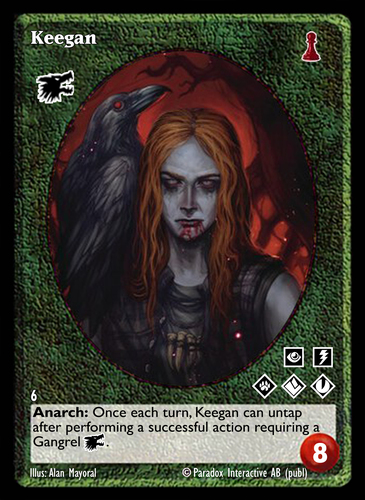 Keegan
6
Anarch: Once each turn, Keegan can untap
after performing a successful action requiring a
Gangrel .
8
Illus: Alan Mayoral © Paradox Interactive AB (publ)